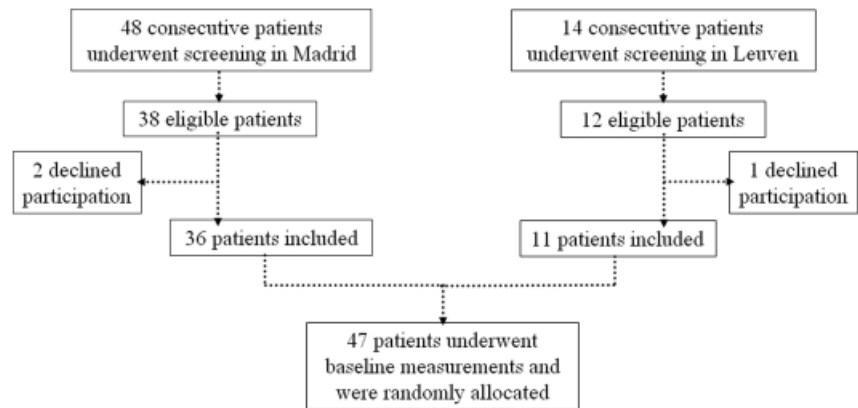 48 consecutive patients
underwent screening in Madrid
14 consecutive patients
underwent screening in Leuven
38 eligible patients
12 eligible patients
2 declined
participation
1 declined
participation
36 patients included
11 patients included
47 patients underwent
baseline measurements and
were randomly allocated